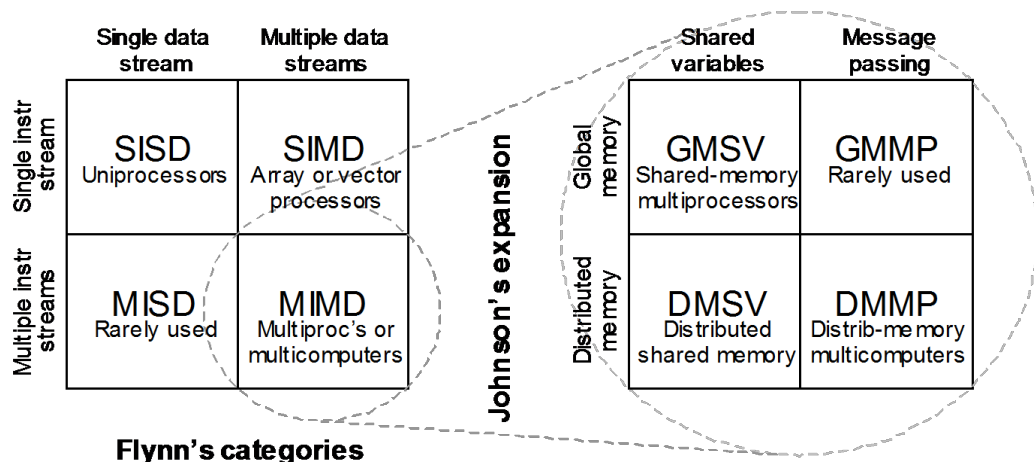 Single data
stream
Multiple data
streams
Shared
variables
Message
passing
Single instr
stream
SISD
Uniprocessors
SIMD
Array or vector
processors
Multiple instr
streams
MISD
Rarely used
MIMD
Multiproc's or
multicomputers
Flynn's categories
Johnson's expansion
Global
memory
GMSV
Shared-memory
multiprocessors
GMMP
Rarely used
Distributed
memory
DMSV
Distributed
shared memory
DMMP
Distrib-memory
multicomputers